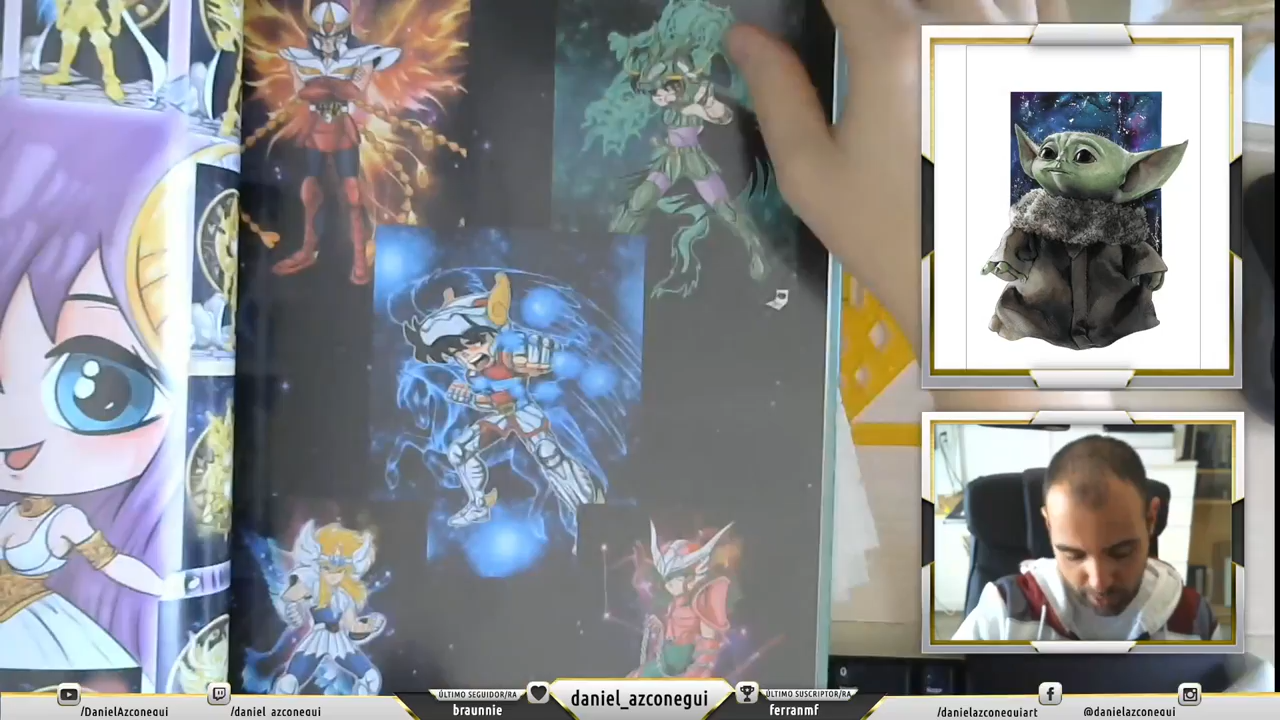 /DanielAzconegui
/daniel_azconegui
ÚLTIMO SEGUIDOR/RA
braunnie
daniel_azconegui
ÚLTIMO SUSCRIPTOR/RA
ferranmf
/danielazconeguiart
@danielazconegui